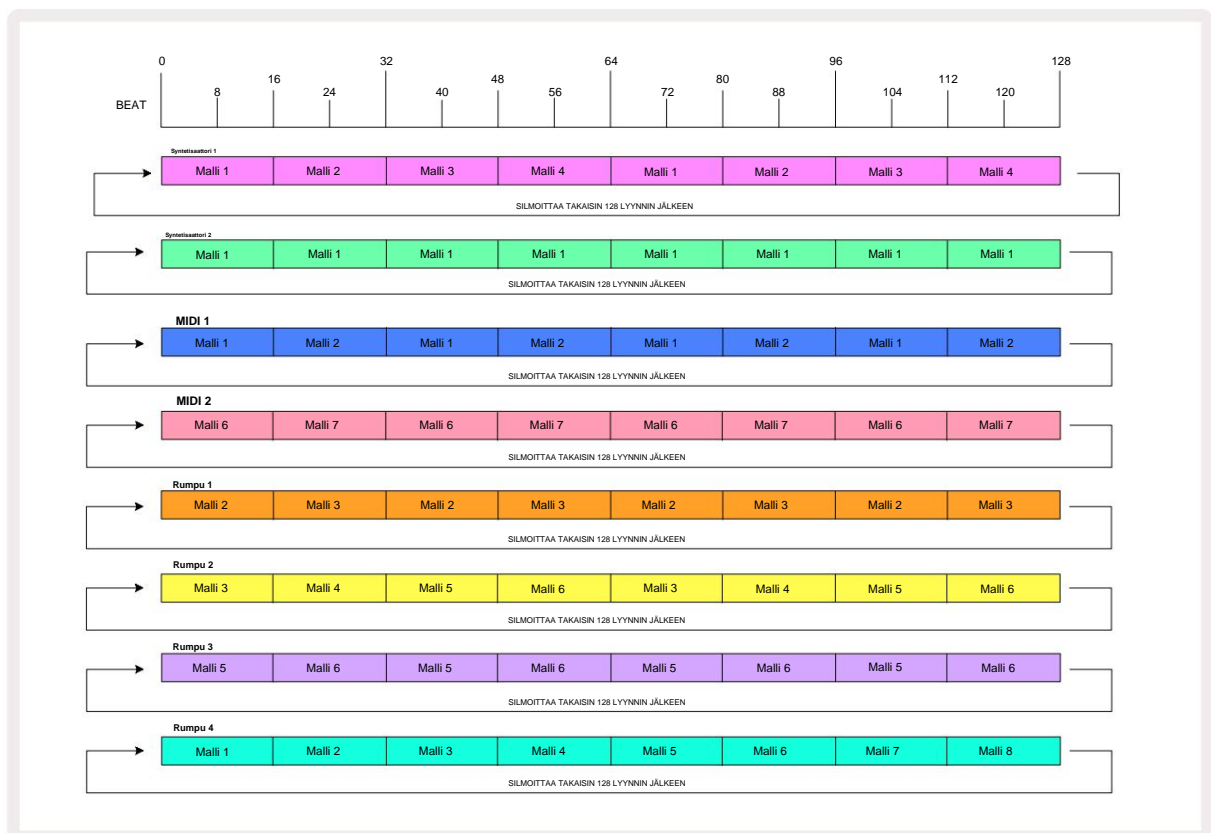 0 32 64 96 128
16 48 80 112
8 24 40 56 72 88 104 120
BEAT
Syntetisaattori 1
Malli 1 Malli 2 Malli 3 Malli 4 Malli 1 Malli 2 Malli 3 Malli 4
SILMOITTAA TAKAISIN 128 LYYNNIN JÄLKEEN
Syntetisaattori 2
Malli 1 Malli 1 Malli 1 Malli 1 Malli 1 Malli 1 Malli 1 Malli 1
SILMOITTAA TAKAISIN 128 LYYNNIN JÄLKEEN
MIDI 1
Malli 1 Malli 2 Malli 1 Malli 2 Malli 1 Malli 2 Malli 1 Malli 2
SILMOITTAA TAKAISIN 128 LYYNNIN JÄLKEEN
MIDI 2
Malli 6 Malli 7 Malli 6 Malli 7 Malli 6 Malli 7 Malli 6 Malli 7
SILMOITTAA TAKAISIN 128 LYYNNIN JÄLKEEN
Rumpu 1
Malli 2 Malli 3 Malli 2 Malli 3 Malli 2 Malli 3 Malli 2 Malli 3
SILMOITTAA TAKAISIN 128 LYYNNIN JÄLKEEN
Rumpu 2
Malli 3 Malli 4 Malli 5 Malli 6 Malli 3 Malli 4 Malli 5 Malli 6
SILMOITTAA TAKAISIN 128 LYYNNIN JÄLKEEN
Rumpu 3
Malli 5 Malli 6 Malli 5 Malli 6 Malli 5 Malli 6 Malli 5 Malli 6
SILMOITTAA TAKAISIN 128 LYYNNIN JÄLKEEN
Rumpu 4
Malli 1 Malli 2 Malli 3 Malli 4 Malli 5 Malli 6 Malli 7 Malli 8
SILMOITTAA TAKAISIN 128 LYYNNIN JÄLKEEN